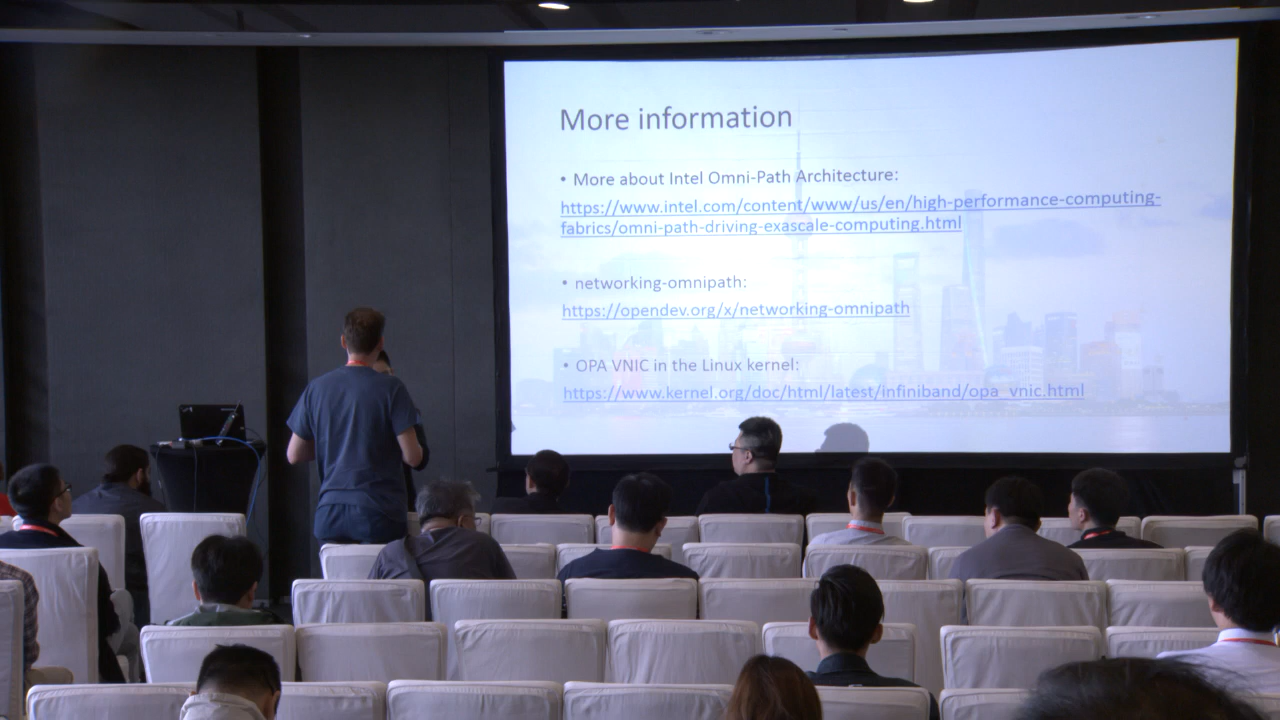 More information
• More about Intel Omni-Path Architecture:
https://www.intel.com/content/www/us/en/high-performance-computing-
fabrics/omni-path-driving-exascale-computing.html
• networking-omnipath:
https://opendev.org/x/networking-omnipath
• OPA VNIC in the Linux kernel:
https://www.kernel.org/doc/html/latest/infiniband/opa_vnic.html